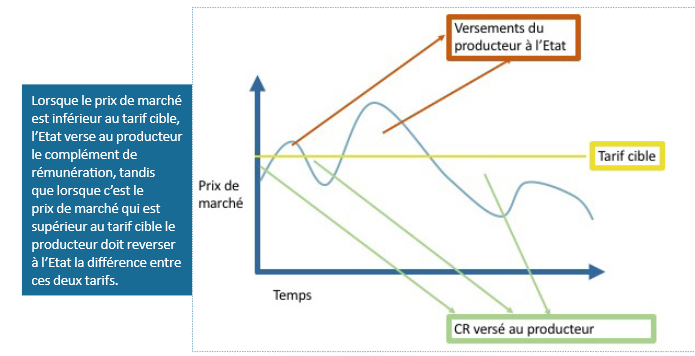 Versements du
producteur à l'Etat
Lorsque le prix de marché
est inférieur au tarif cible,
l'Etat verse au producteur
le complément de
rémunération, tandis
que lorsque c'est le
prix de marché qui est
supérieur au tarif cible le
producteur doit reverser
à l'Etat la différence entre
ces deux tarifs.
Tarif cible
Prix de
marché
Temps
CR versé au producteur